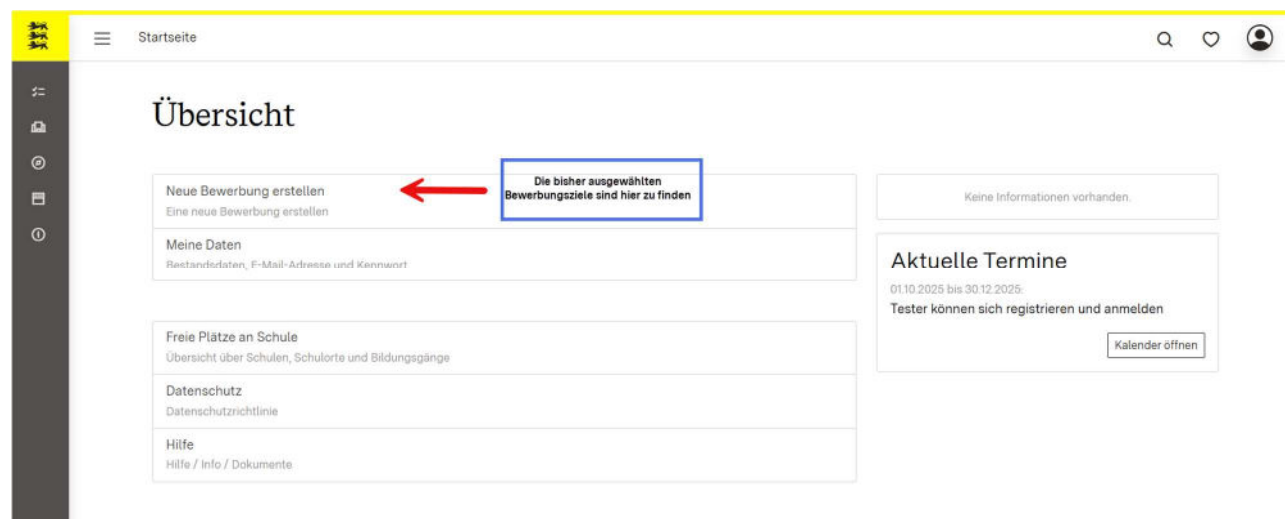 Startseite
Übersicht
Neue Bewerbung erstellen
Eine neue Bewerbung erstellen
Die bisher ausgewählten
Bewerbungsziele sind hier zu finden
Meine Daten
Bestandsdaten, E-Mail-Adresse und Kennwort
Freie Plätze an Schule
Übersicht über Schulen, Schulorte und Bildungsgänge
Datenschutz
Datenschutzrichtlinie
Hilfe
Hilfe / Info / Dokumente
Keine Informationen vorhanden.
Aktuelle Termine
01.10.2025 bis 30.12.2025:
Tester können sich registrieren und anmelden
Kalender öffnen